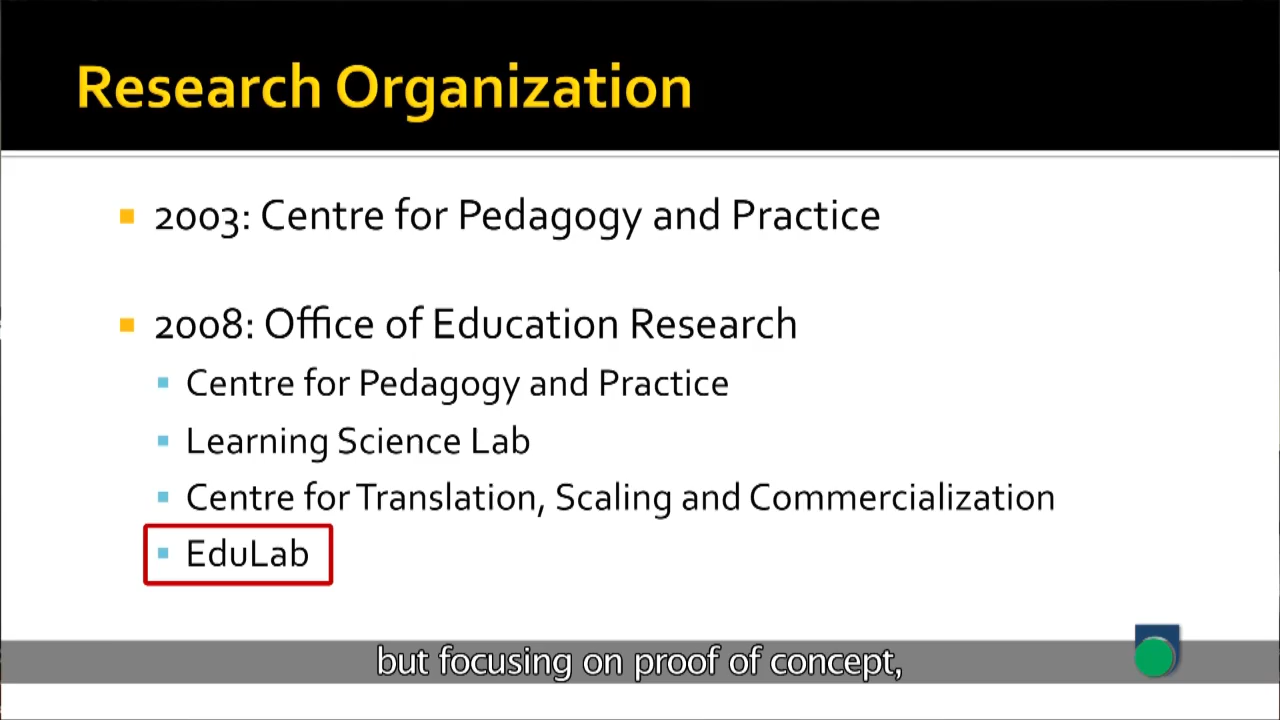 Research Organization
2003: Centre for Pedagogy and Practice
2008: Office of Education Research
Centre for Pedagogy and Practice
Learning Science Lab
Centre for Translation, Scaling and Commercialization
EduLab
but focusing on proof of concept,